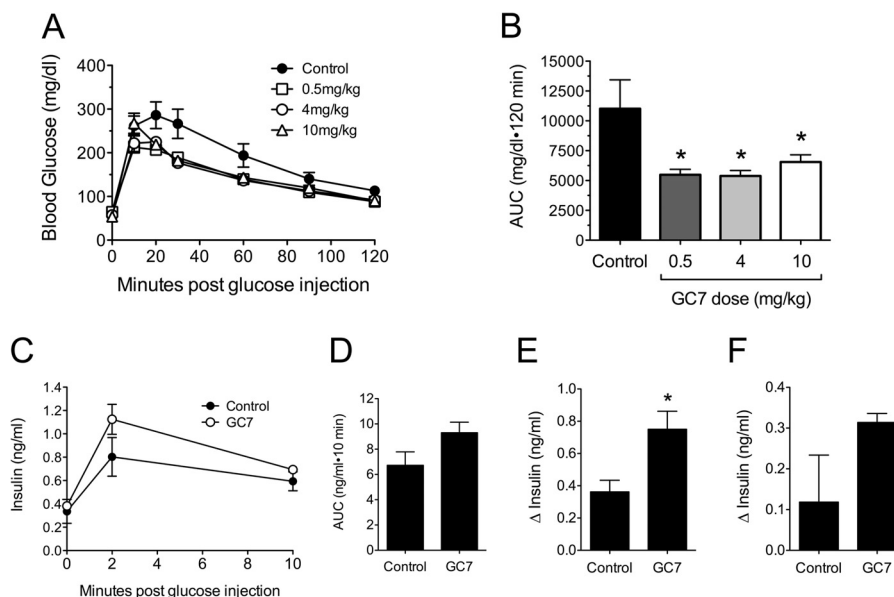 A
Blood Glucose (mg/dl)
400
300
200
100
0
0 20 40 60 80 100 120
Minutes post glucose injection
Control
0.5mg/kg
4mg/kg
10mg/kg
B
AUC (mg/dl•120 min)
15000
12500
10000
7500
5000
2500
0
* * *
Control 0.5 4 10
GC7 dose (mg/kg)
C
Insulin (ng/ml)
1.4
1.2
1.0
0.8
0.6
0.4
0.2
0.0
0 2 4 6 8 10
Minutes post glucose injection
Control
GC7
D
AUC (ng/ml•10 min)
12
10
8
6
4
2
0
Control GC7
E
Δ Insulin (ng/ml)
1.0
0.8
0.6
0.4
0.2
0.0
*
Control GC7
F
Δ Insulin (ng/ml)
0.4
0.3
0.2
0.1
0.0
Control GC7